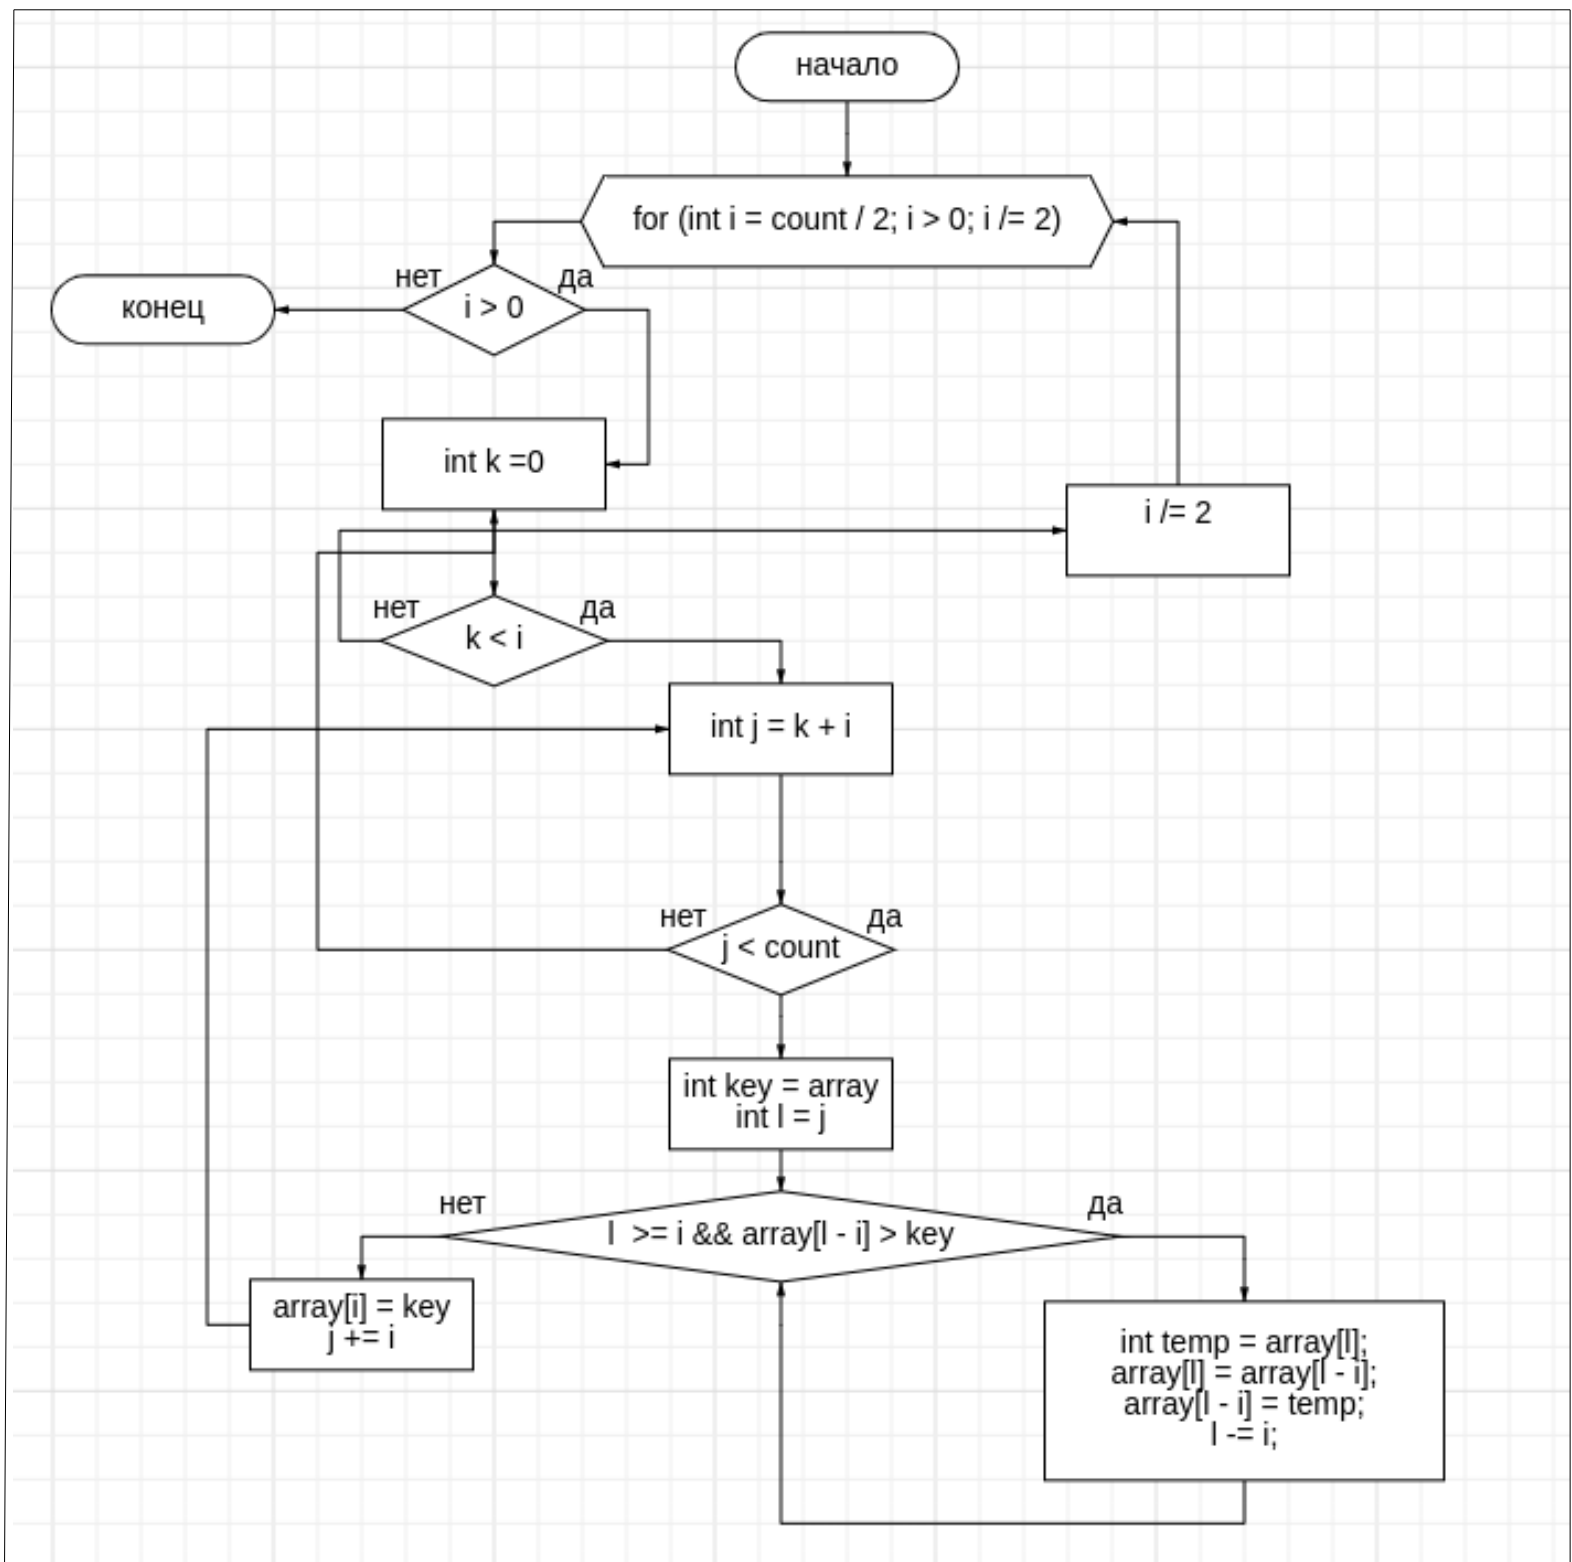 начало
for (int i = count / 2; i > 0; i /= 2)
нет
да
i > 0
конец
int k =0
i /= 2
нет
да
k < i
int j = k + i
нет
да
j < count
int key = array
int l = j
нет
да
l  >= i && array[l - i] > key
array[i] = key
j += i
int temp = array[l];
array[l] = array[l - i];
array[l - i] = temp;
l -= i;